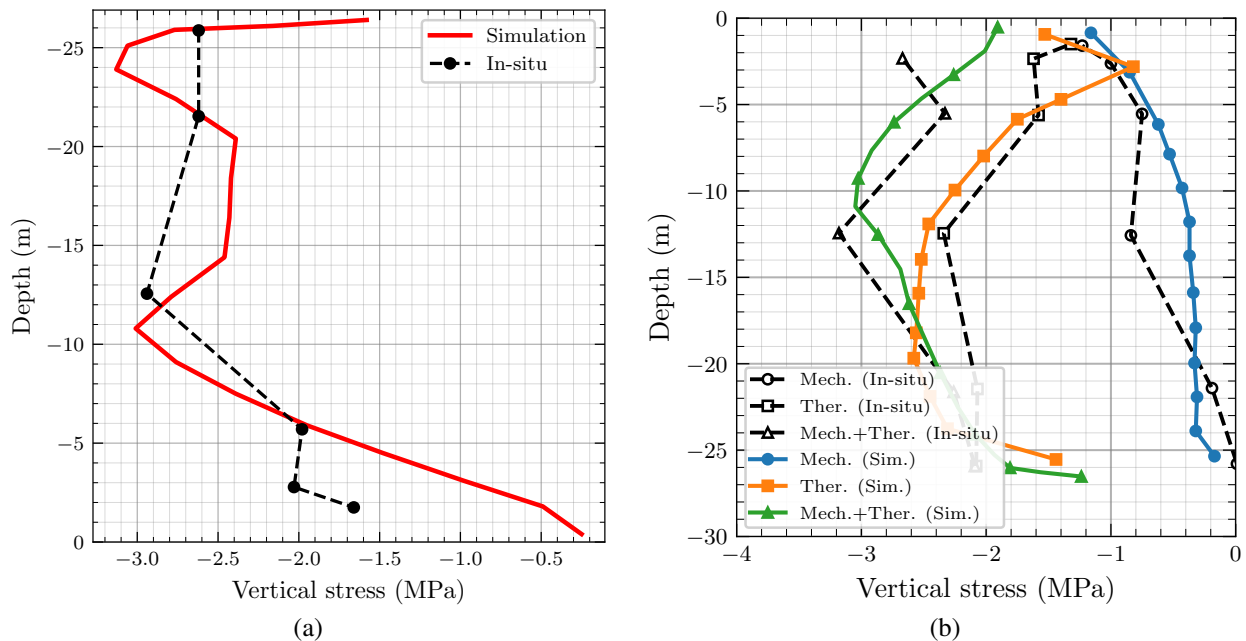 −25
−20
−15
−10
−5
0
Depth (m)
−3.0
−2.5
−2.0
−1.5
−1.0
−0.5
Vertical stress (MPa)
Simulation
In-situ
(a)
0
−5
−10
−15
−20
−25
−30
Depth (m)
−4
−3
−2
−1
0
Vertical stress (MPa)
Mech. (In-situ)
Ther. (In-situ)
Mech.+Ther. (In-situ)
Mech. (Sim.)
Ther. (Sim.)
Mech.+Ther. (Sim.)
(b)